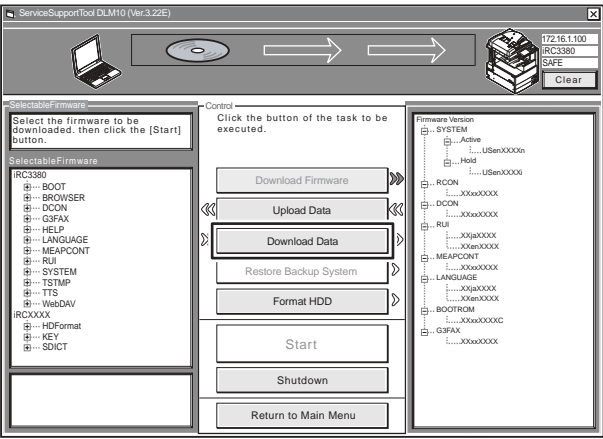 ServiceSupportTool DLM10 (Ver.3.22E)
172.16.1.100
iRC3380
SAFE
Clear
SelectableFirmware
Select the firmware to be
downloaded. then click the [Start]
button.
SelectableFirmware
iRC3380
BOOT
BROWSER
DCON
G3FAX
HELP
LANGUAGE
MEAPCONT
RUI
SYSTEM
TSTMP
TTS
WebDAV
iRCXXXX
HDFormat
KEY
SDICT
Control
Click the button of the task to be
executed.
Download Firmware
Upload Data
Download Data
Restore Backup System
Format HDD
Start
Shutdown
Return to Main Menu
Firmware Version
SYSTEM
Active
USenXXXXn
Hold
USenXXXXi
RCON
XXxxXXXX
DCON
XXxxXXXX
RUI
XXjaXXXX
XXenXXXX
MEAPCONT
XXxxXXXX
LANGUAGE
XXjaXXXX
XXenXXXX
BOOTROM
XXxxXXXXC
G3FAX
XXxxXXXX